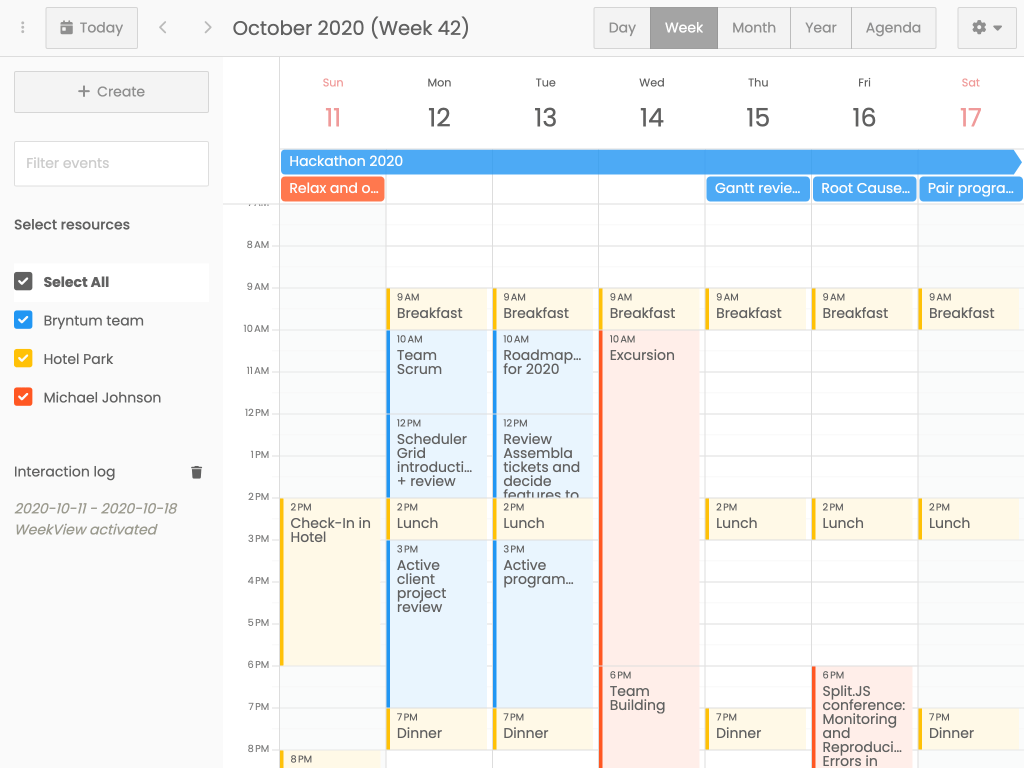 Today
October 2020 (Week 42)
Day
Week
Month
Year
Agenda
Create
Filter events
Select resources
Select All
Bryntum team
Hotel Park
Michael Johnson
Interaction log
2020-10-11 - 2020-10-18
WeekView activated
Sun
11
Mon
12
Tue
13
Wed
14
Thu
15
Fri
16
Sat
17
Hackathon 2020
Relax and o...
Gantt revie...
Root Cause...
Pair progra...
7 AM
8 AM
9 AM
10 AM
11 AM
12 PM
1 PM
2 PM
3 PM
4 PM
5 PM
6 PM
7 PM
8 PM
2 PM
Check-In in
Hotel
8 PM
9 AM
Breakfast
10 AM
Team
Scrum
12 PM
Scheduler
Grid
introducti...
+ review
2 PM
Lunch
3 PM
Active
client
project
review
7 PM
Dinner
9 AM
Breakfast
10 AM
Roadmap...
for 2020
12 PM
Review
Assembla
tickets and
decide
features to
2 PM
Lunch
3 PM
Active
program...
7 PM
Dinner
9 AM
Breakfast
10 AM
Excursion
6 PM
Team
Building
9 AM
Breakfast
2 PM
Lunch
7 PM
Dinner
9 AM
Breakfast
2 PM
Lunch
6 PM
Split.JS
conference:
Monitoring
and
Reproduci...
Errors in
9 AM
Breakfast
2 PM
Lunch
7 PM
Dinner